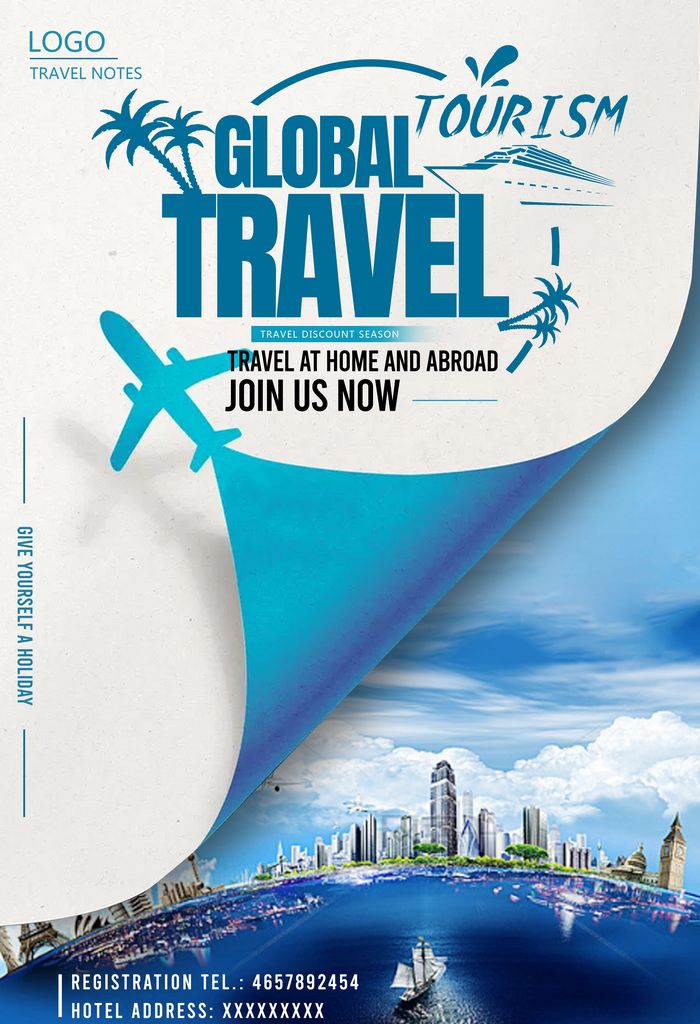 LOGO
TRAVEL NOTES
TOURISM
GLOBAL
TRAVEL
TRAVEL DISCOUNT SEASON
TRAVEL AT HOME AND ABROAD
JOIN US NOW
GIVE YOURSELF A HOLIDAY
REGISTRATION TEL.: 4657892454
HOTEL ADDRESS: XXXXXXXXX